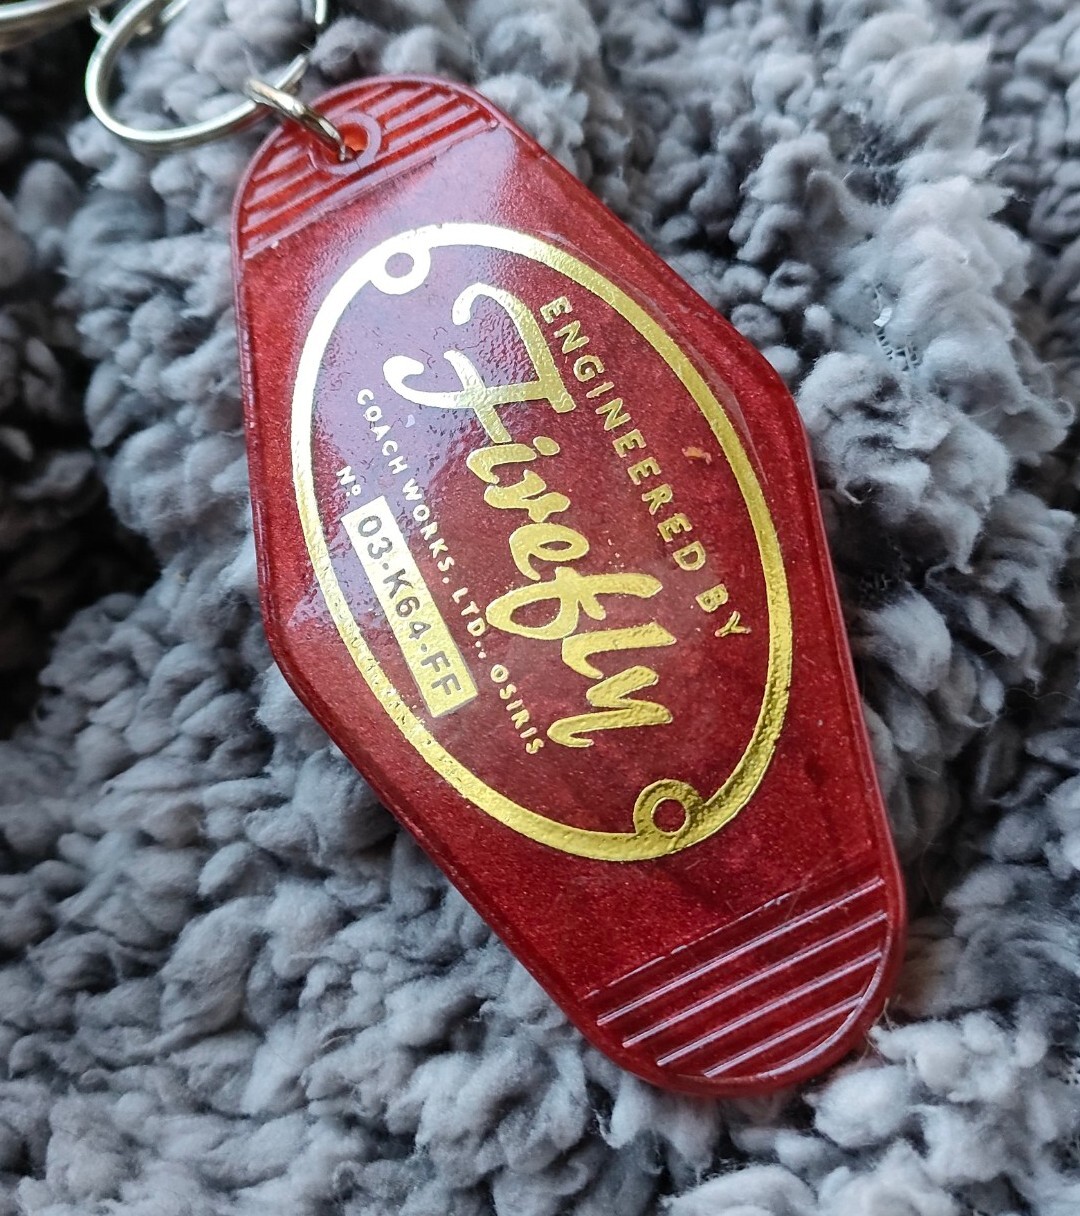 ENGINEERED BY
Firefly
COACH WORKS, LTD., OSIRIS
Nº 03-K64-FF